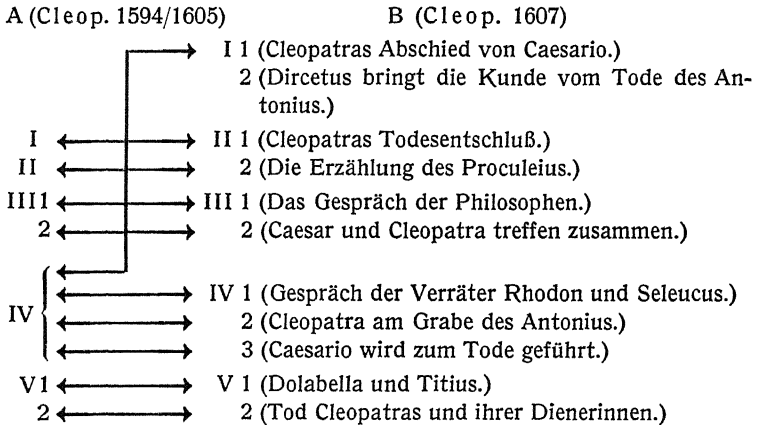 A (Cleop. 1594/1605) B (Cleop. 1607)
I 1 (Cleopatras Abschied von Caesario.)
2 (Dircetus bringt die Kunde vom Tode des An-
tonius.)
I II 1 (Cleopatras Todesentschluß.)
II 2 (Die Erzählung des Proculeius.)
III 1 III 1 (Das Gespräch der Philosophen.)
2 2 (Caesar und Cleopatra treffen zusammen.)
IV 1 (Gespräch der Verräter Rhodon und Seleucus.)
IV 2 (Cleopatra am Grabe des Antonius.)
3 (Caesario wird zum Tode geführt.)
V 1 V 1 (Dolabella und Titius.)
2 2 (Tod Cleopatras und ihrer Dienerinnen.)